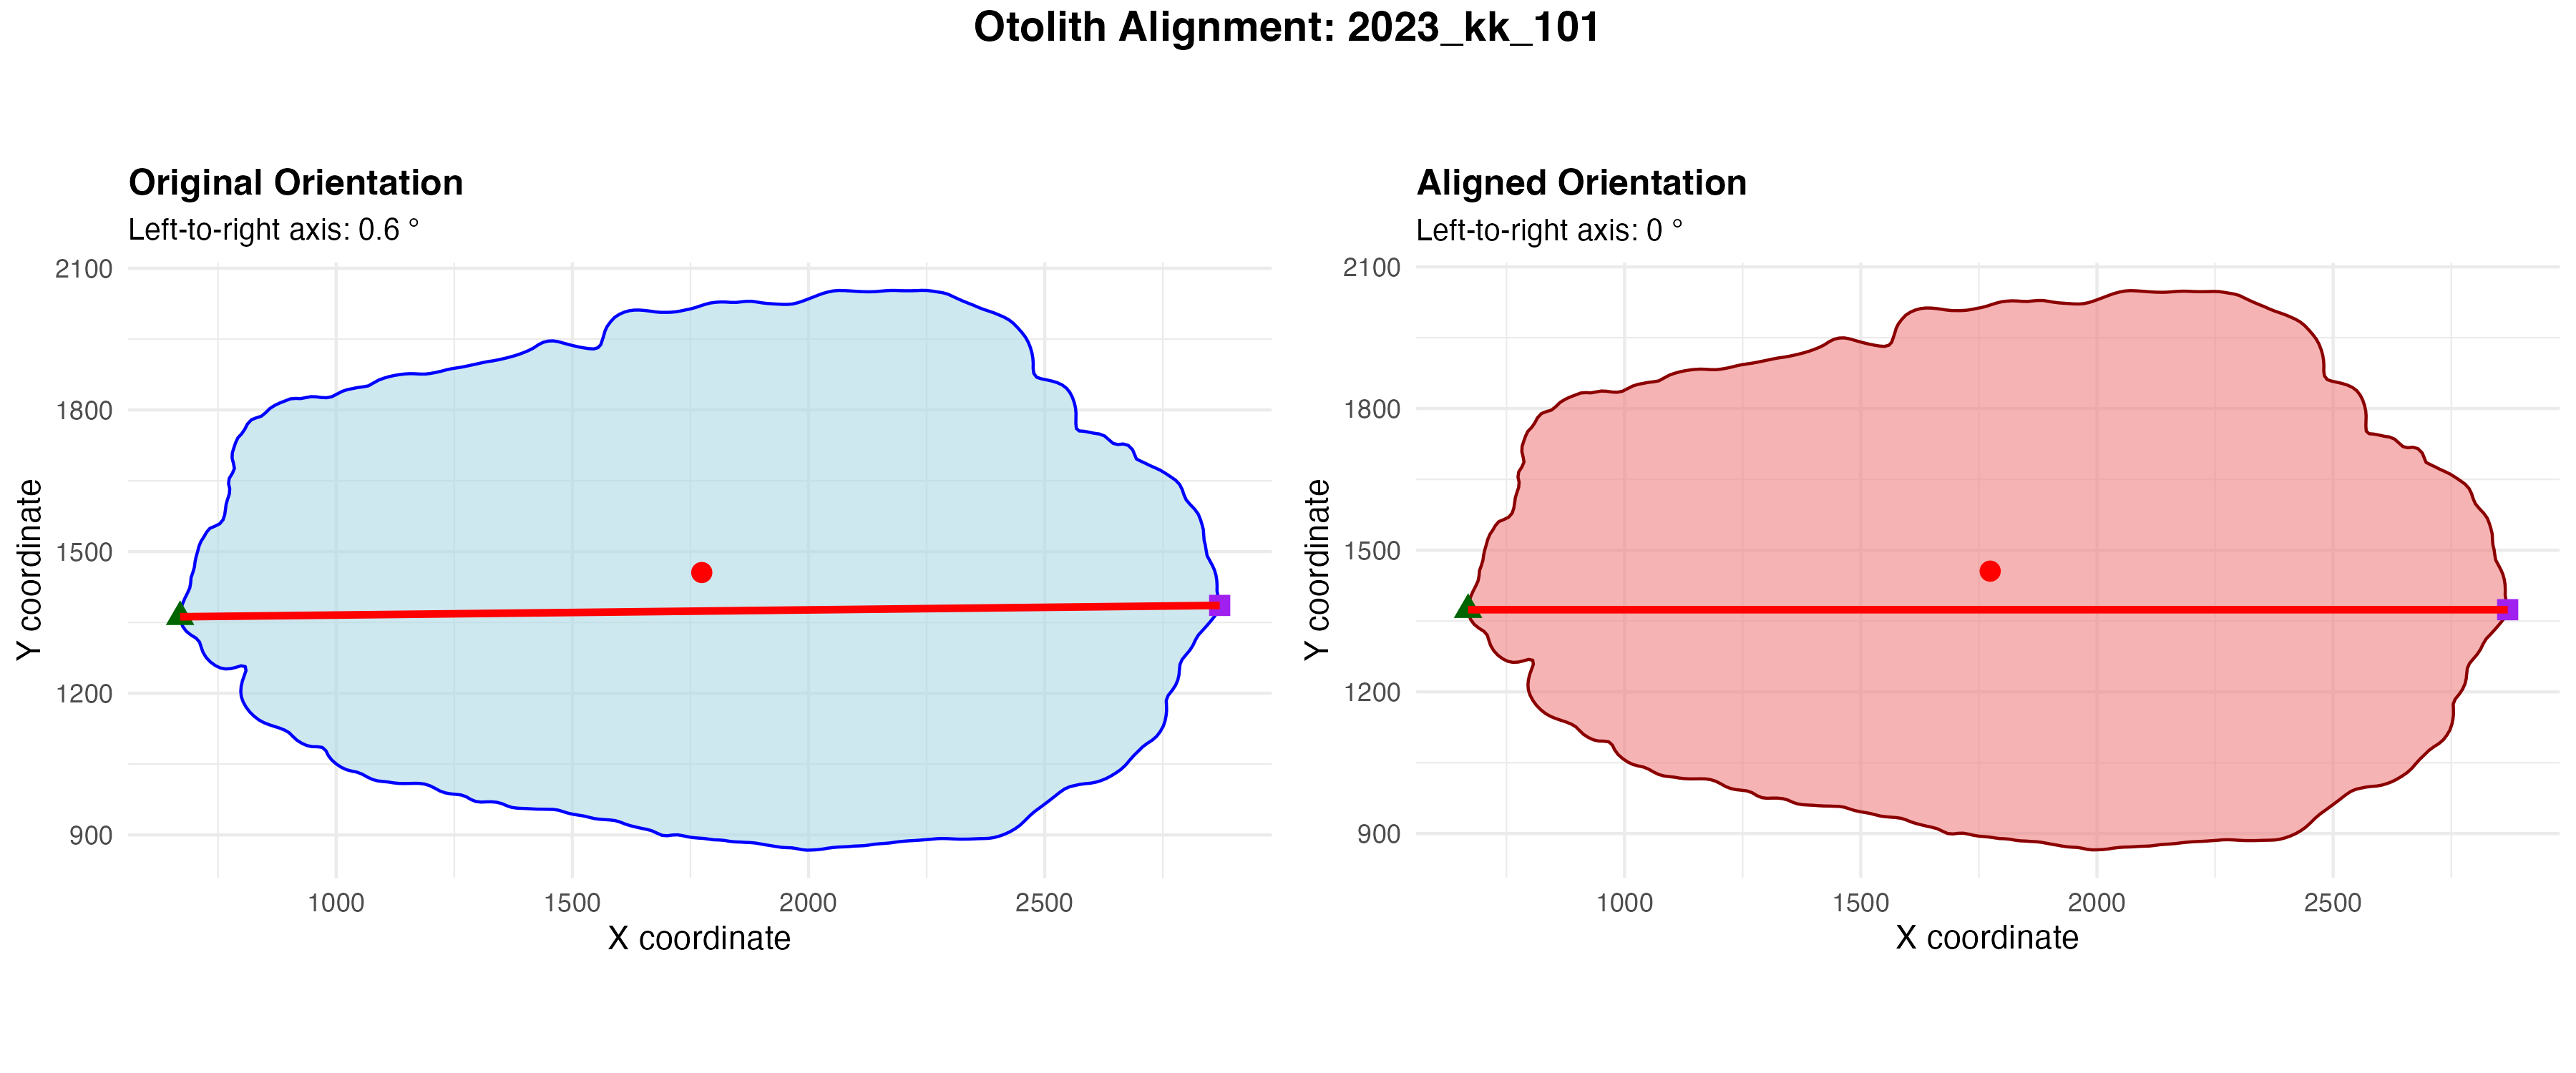 Otolith Alignment: 2023_kk_101
Original Orientation
Left-to-right axis: 0.6 °
2100
1800
1500
1200
900
Y coordinate
1000 1500 2000 2500
X coordinate
Aligned Orientation
Left-to-right axis: 0 °
2100
1800
1500
1200
900
Y coordinate
1000 1500 2000 2500
X coordinate